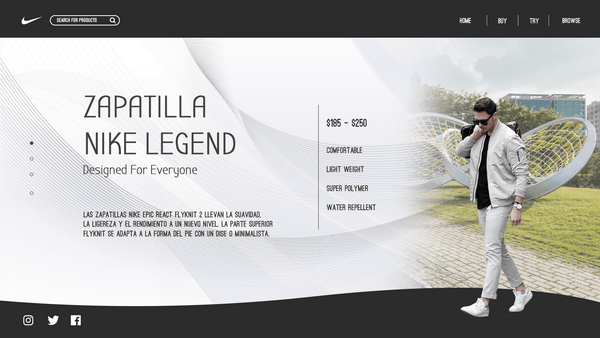 SEARCH FOR PRODUCTS
HOME
BUY
TRY
BROWSE
ZAPATILLA
NIKE LEGEND
Designed For Everyone
$185 - $250
COMFORTABLE
LIGHT WEIGHT
SUPER POLYMER
WATER REPELLENT
LAS ZAPATILLAS NIKE EPIC REACT FLYKNIT 2 LLEVAN LA SUAVIDAD,
LA LIGEREZA Y EL RENDIMIENTO A UN NUEVO NIVEL. LA PARTE SUPERIOR
FLYKNIT SE ADAPTA A LA FORMA DEL PIE CON UN DISE O MINIMALISTA.